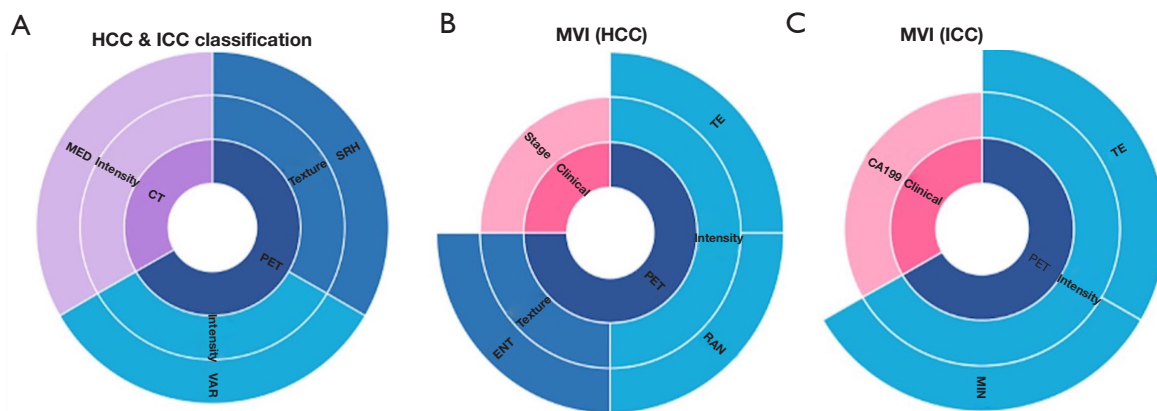 A
HCC & ICC classification
MED
Intensity
CT
Texture
SRH
PET
Intensity
VAR
B
MVI (HCC)
Stage
Clinical
TE
Intensity
PET
Texture
ENT
RAN
C
MVI (ICC)
CA199
Clinical
TE
PET
Intensity
MIN